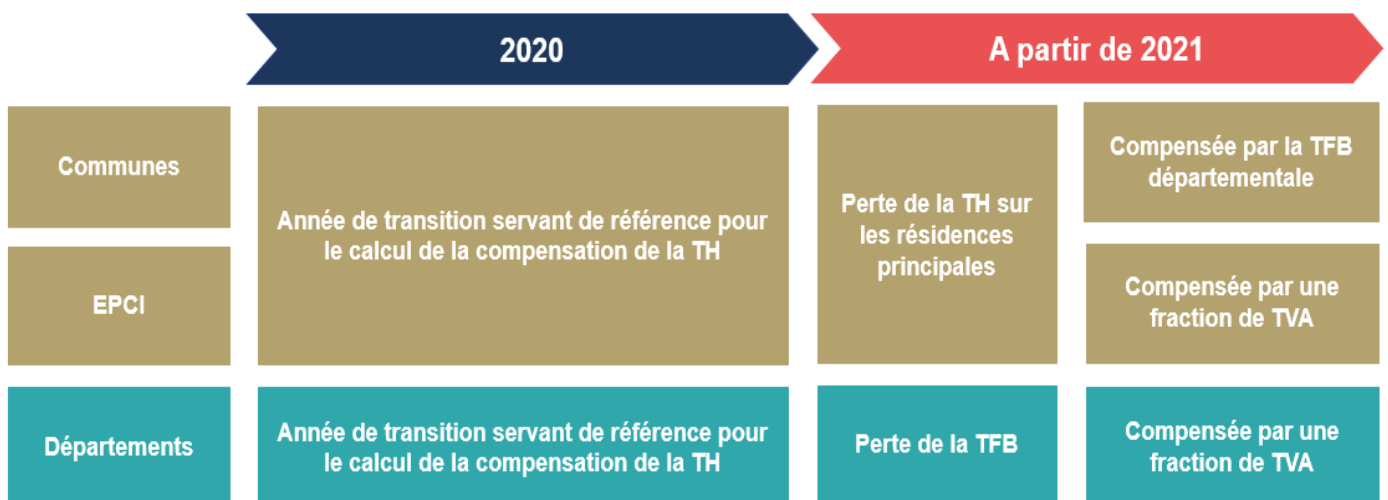 2020
A partir de 2021
Communes
Année de transition servant de référence pour
le calcul de la compensation de la TH
Perte de la TH sur
les résidences
principales
Compensée par la TFB
départementale
EPCI
Compensée par une
fraction de TVA
Départements
Année de transition servant de référence pour
le calcul de la compensation de la TH
Perte de la TFB
Compensée par une
fraction de TVA